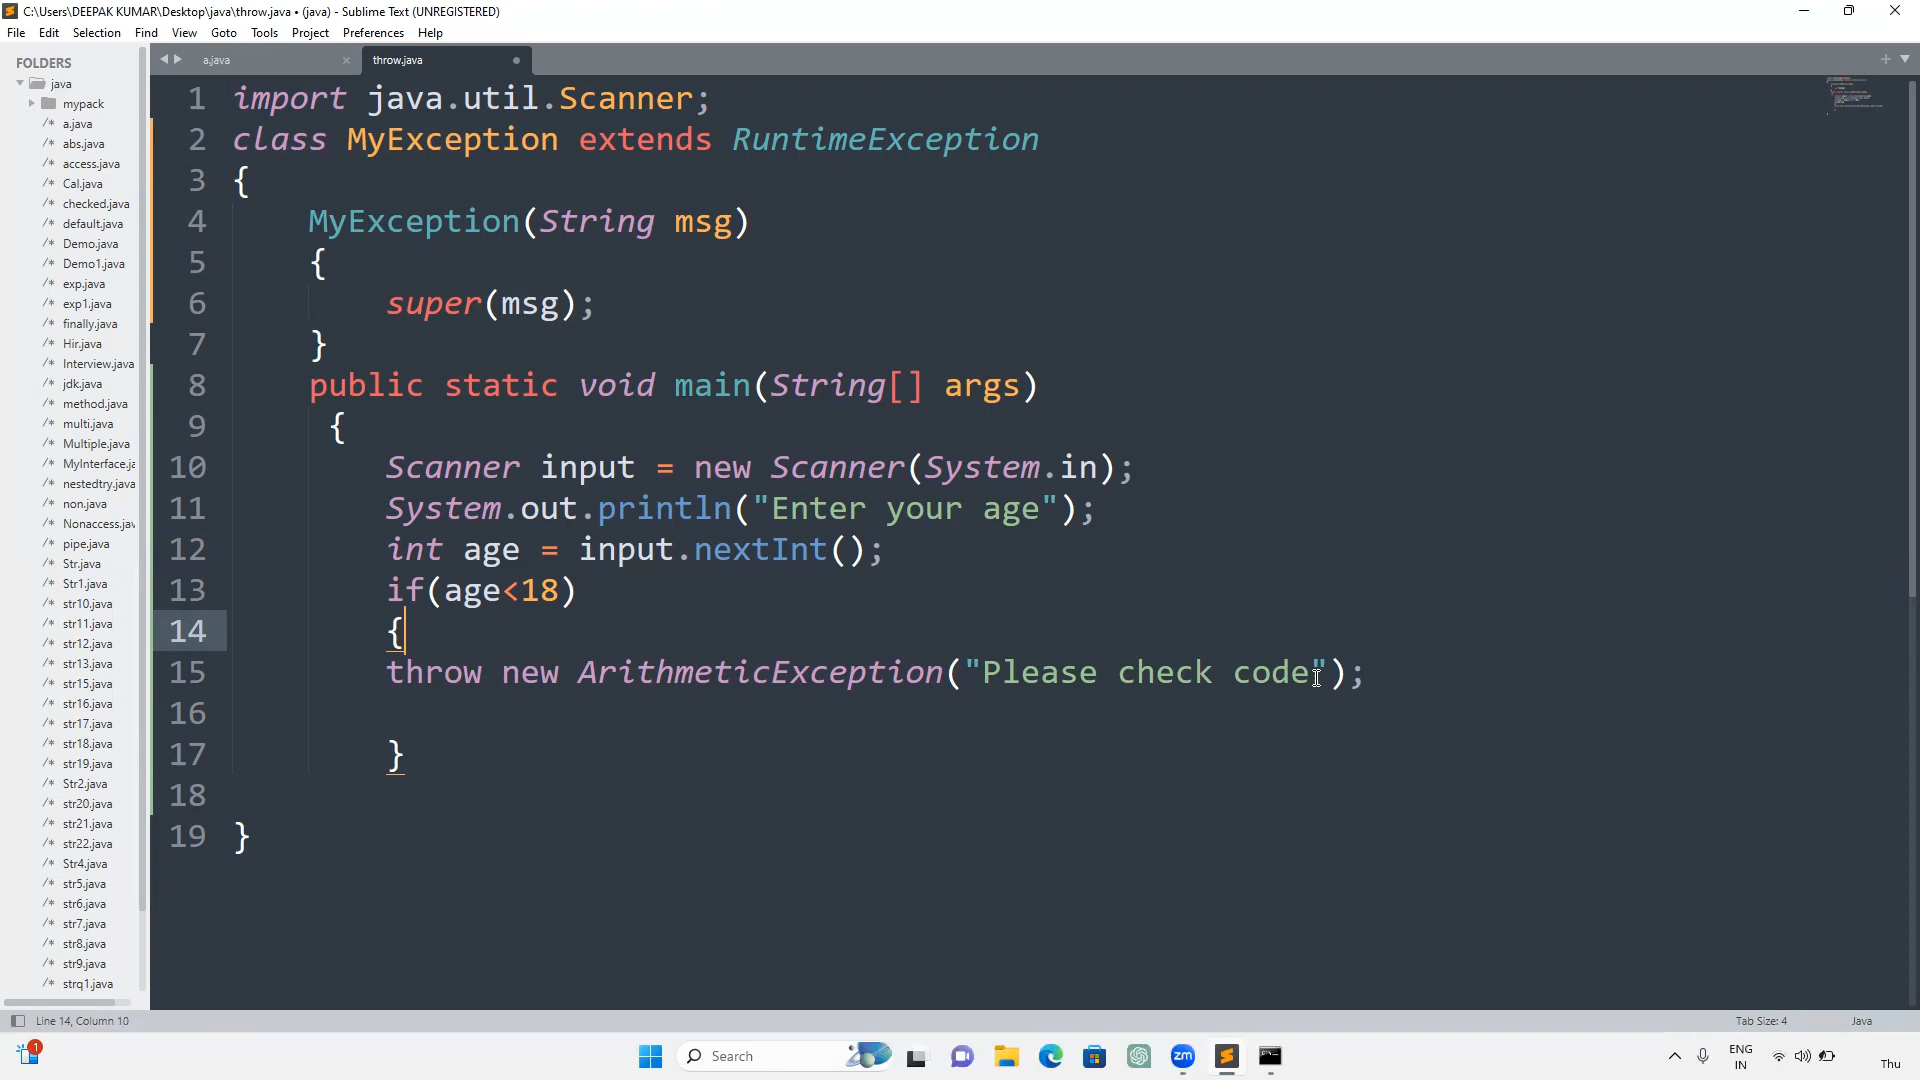 C:\Users\DEEPAK KUMAR\Desktop\java\throw.java • (java) - Sublime Text (UNREGISTERED)
File Edit Selection Find View Goto Tools Project Preferences Help
FOLDERS
java
mypack
/* a.java
/* abs.java
/* access.java
/* Cal.java
/* checked.java
/* default.java
/* Demo.java
/* Demo1.java
/* exp.java
/* exp1.java
/* finally.java
/* Hir.java
/* Interview.java
/* jdk.java
/* method.java
/* multi.java
/* Multiple.java
/* MyInterface.ja
/* nestedtry.java
/* non.java
/* Nonaccess.jav
/* pipe.java
/* Str.java
/* Str1.java
/* str10.java
/* str11.java
/* str12.java
/* str13.java
/* str15.java
/* str16.java
/* str17.java
/* str18.java
/* str19.java
/* Str2.java
/* str20.java
/* str21.java
/* str22.java
/* Str4.java
/* str5.java
/* str6.java
/* str7.java
/* str8.java
/* str9.java
/* strq1.java
a.java
throw.java
1 import java.util.Scanner;
2 class MyException extends RuntimeException
3 {
4 MyException(String msg)
5 {
6 super(msg);
7 }
8 public static void main(String[] args)
9 {
10 Scanner input = new Scanner(System.in);
11 System.out.println("Enter your age");
12 int age = input.nextInt();
13 if(age<18)
14 {
15 throw new ArithmeticException("Please check code");
16
17 }
18
19 }
Line 14, Column 10
Tab Size: 4
Java
1
Search
zm
ENG
IN
Thu